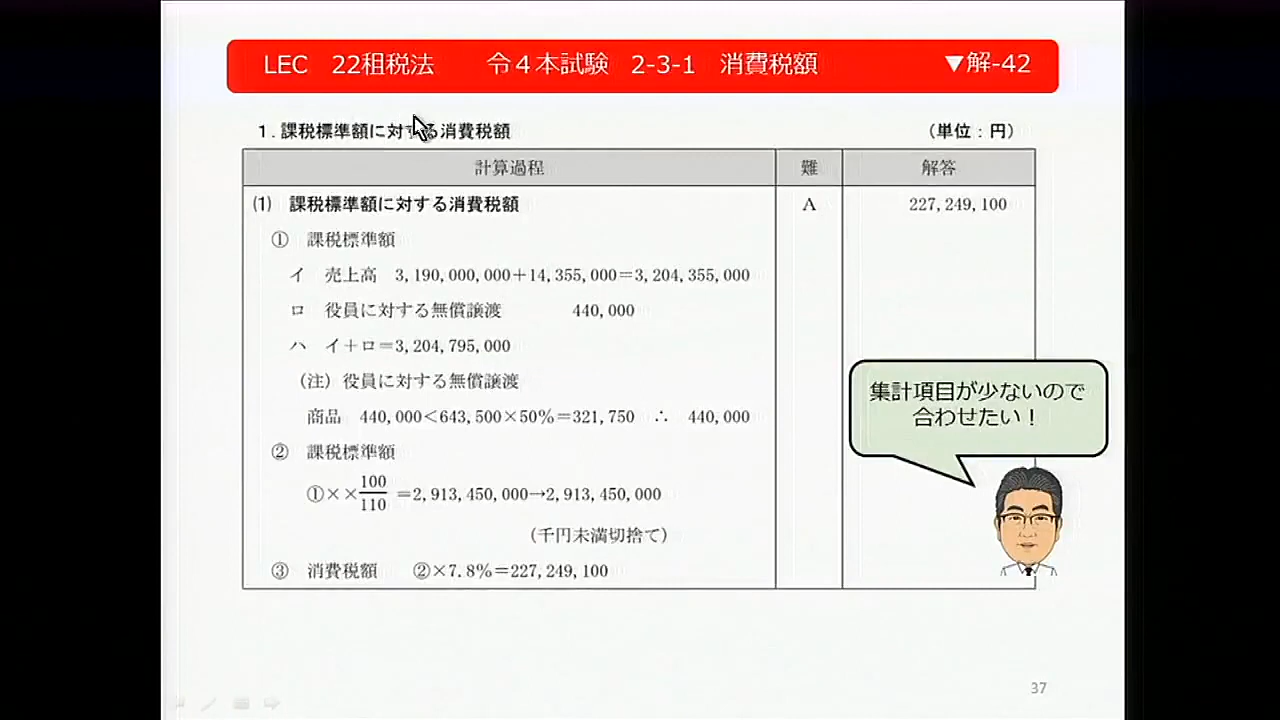 LEC 22租税法 令4本試験 2-3-1 消費税額 ▼解-42
1.課税標準額に対する消費税額 (単位:円)
計算過程 難 解答
(1) 課税標準額に対する消費税額 A 227,249,100
① 課税標準額
イ 売上高 3,190,000,000+14,355,000=3,204,355,000
ロ 役員に対する無償譲渡 440,000
ハ イ+ロ=3,204,795,000
(注) 役員に対する無償譲渡
商品 440,000<643,500×50%=321,750 ∴ 440,000
② 課税標準額
①××100/110 =2,913,450,000→2,913,450,000
(千円未満切捨て)
③ 消費税額 ②×7.8%=227,249,100
集計項目が少ないので
合わせたい!
37